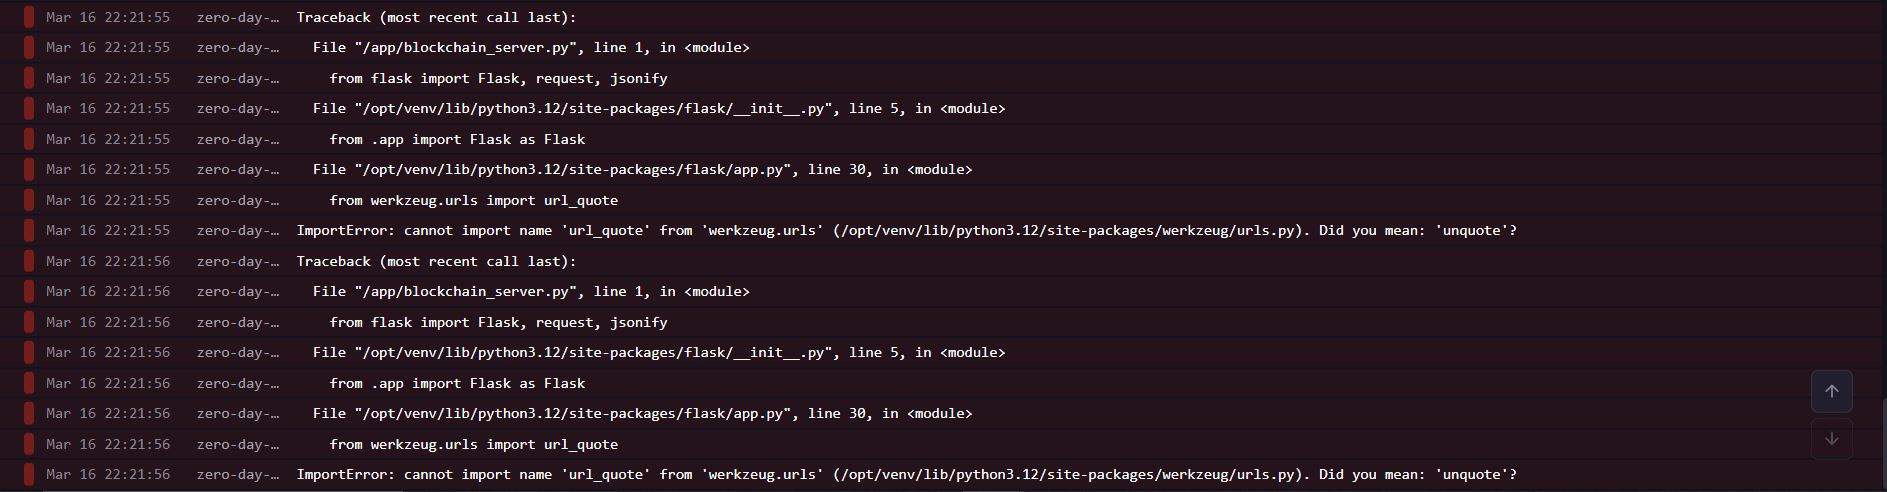 Mar 16 22:21:55 zero-day-… Traceback (most recent call last):
Mar 16 22:21:55 zero-day-… File "/app/blockchain_server.py", line 1, in <module>
Mar 16 22:21:55 zero-day-… from flask import Flask, request, jsonify
Mar 16 22:21:55 zero-day-… File "/opt/venv/lib/python3.12/site-packages/flask/__init__.py", line 5, in <module>
Mar 16 22:21:55 zero-day-… from .app import Flask as Flask
Mar 16 22:21:55 zero-day-… File "/opt/venv/lib/python3.12/site-packages/flask/app.py", line 30, in <module>
Mar 16 22:21:55 zero-day-… from werkzeug.urls import url_quote
Mar 16 22:21:55 zero-day-… ImportError: cannot import name 'url_quote' from 'werkzeug.urls' (/opt/venv/lib/python3.12/site-packages/werkzeug/urls.py). Did you mean: 'unquote'?
Mar 16 22:21:56 zero-day-… Traceback (most recent call last):
Mar 16 22:21:56 zero-day-… File "/app/blockchain_server.py", line 1, in <module>
Mar 16 22:21:56 zero-day-… from flask import Flask, request, jsonify
Mar 16 22:21:56 zero-day-… File "/opt/venv/lib/python3.12/site-packages/flask/__init__.py", line 5, in <module>
Mar 16 22:21:56 zero-day-… from .app import Flask as Flask
Mar 16 22:21:56 zero-day-… File "/opt/venv/lib/python3.12/site-packages/flask/app.py", line 30, in <module>
Mar 16 22:21:56 zero-day-… from werkzeug.urls import url_quote
Mar 16 22:21:56 zero-day-… ImportError: cannot import name 'url_quote' from 'werkzeug.urls' (/opt/venv/lib/python3.12/site-packages/werkzeug/urls.py). Did you mean: 'unquote'?